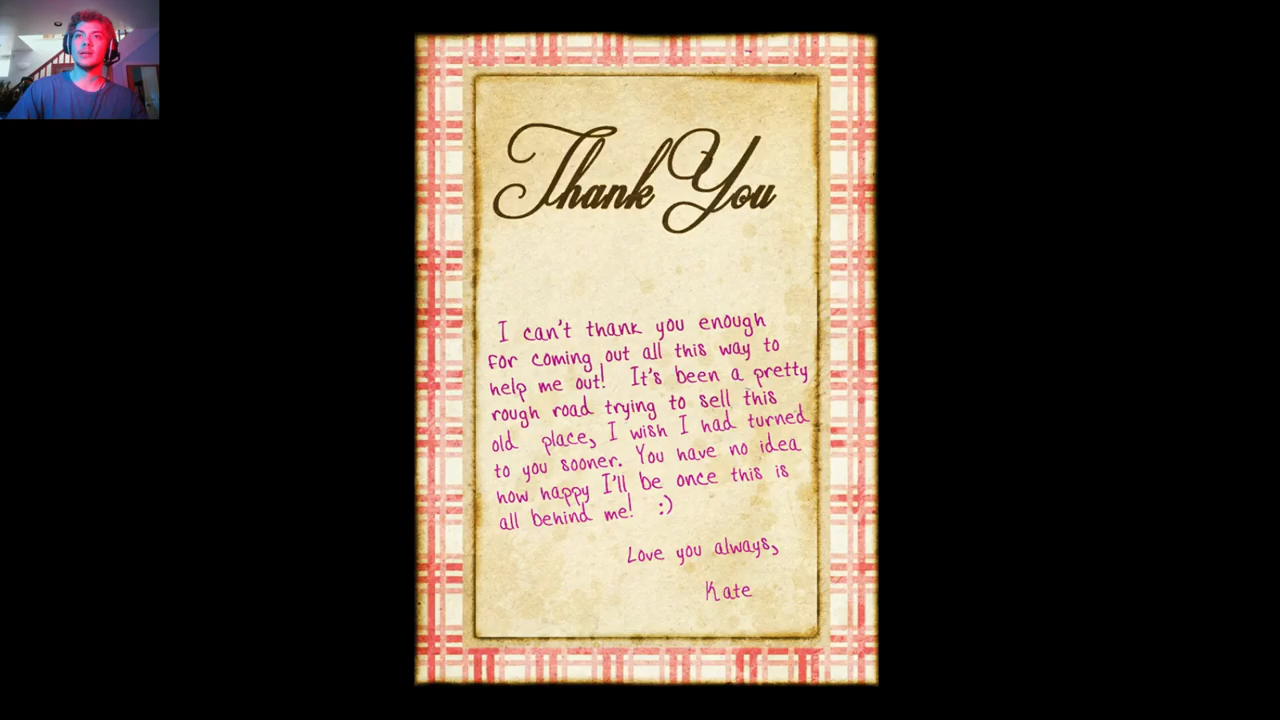 Thank You
I can't thank you enough
for coming out all this way to
help me out! It's been a pretty
rough road trying to sell this
old place, I wish I had turned
to you sooner. You have no idea
how happy I'll be once this is
all behind me! :)
Love you always,
Kate